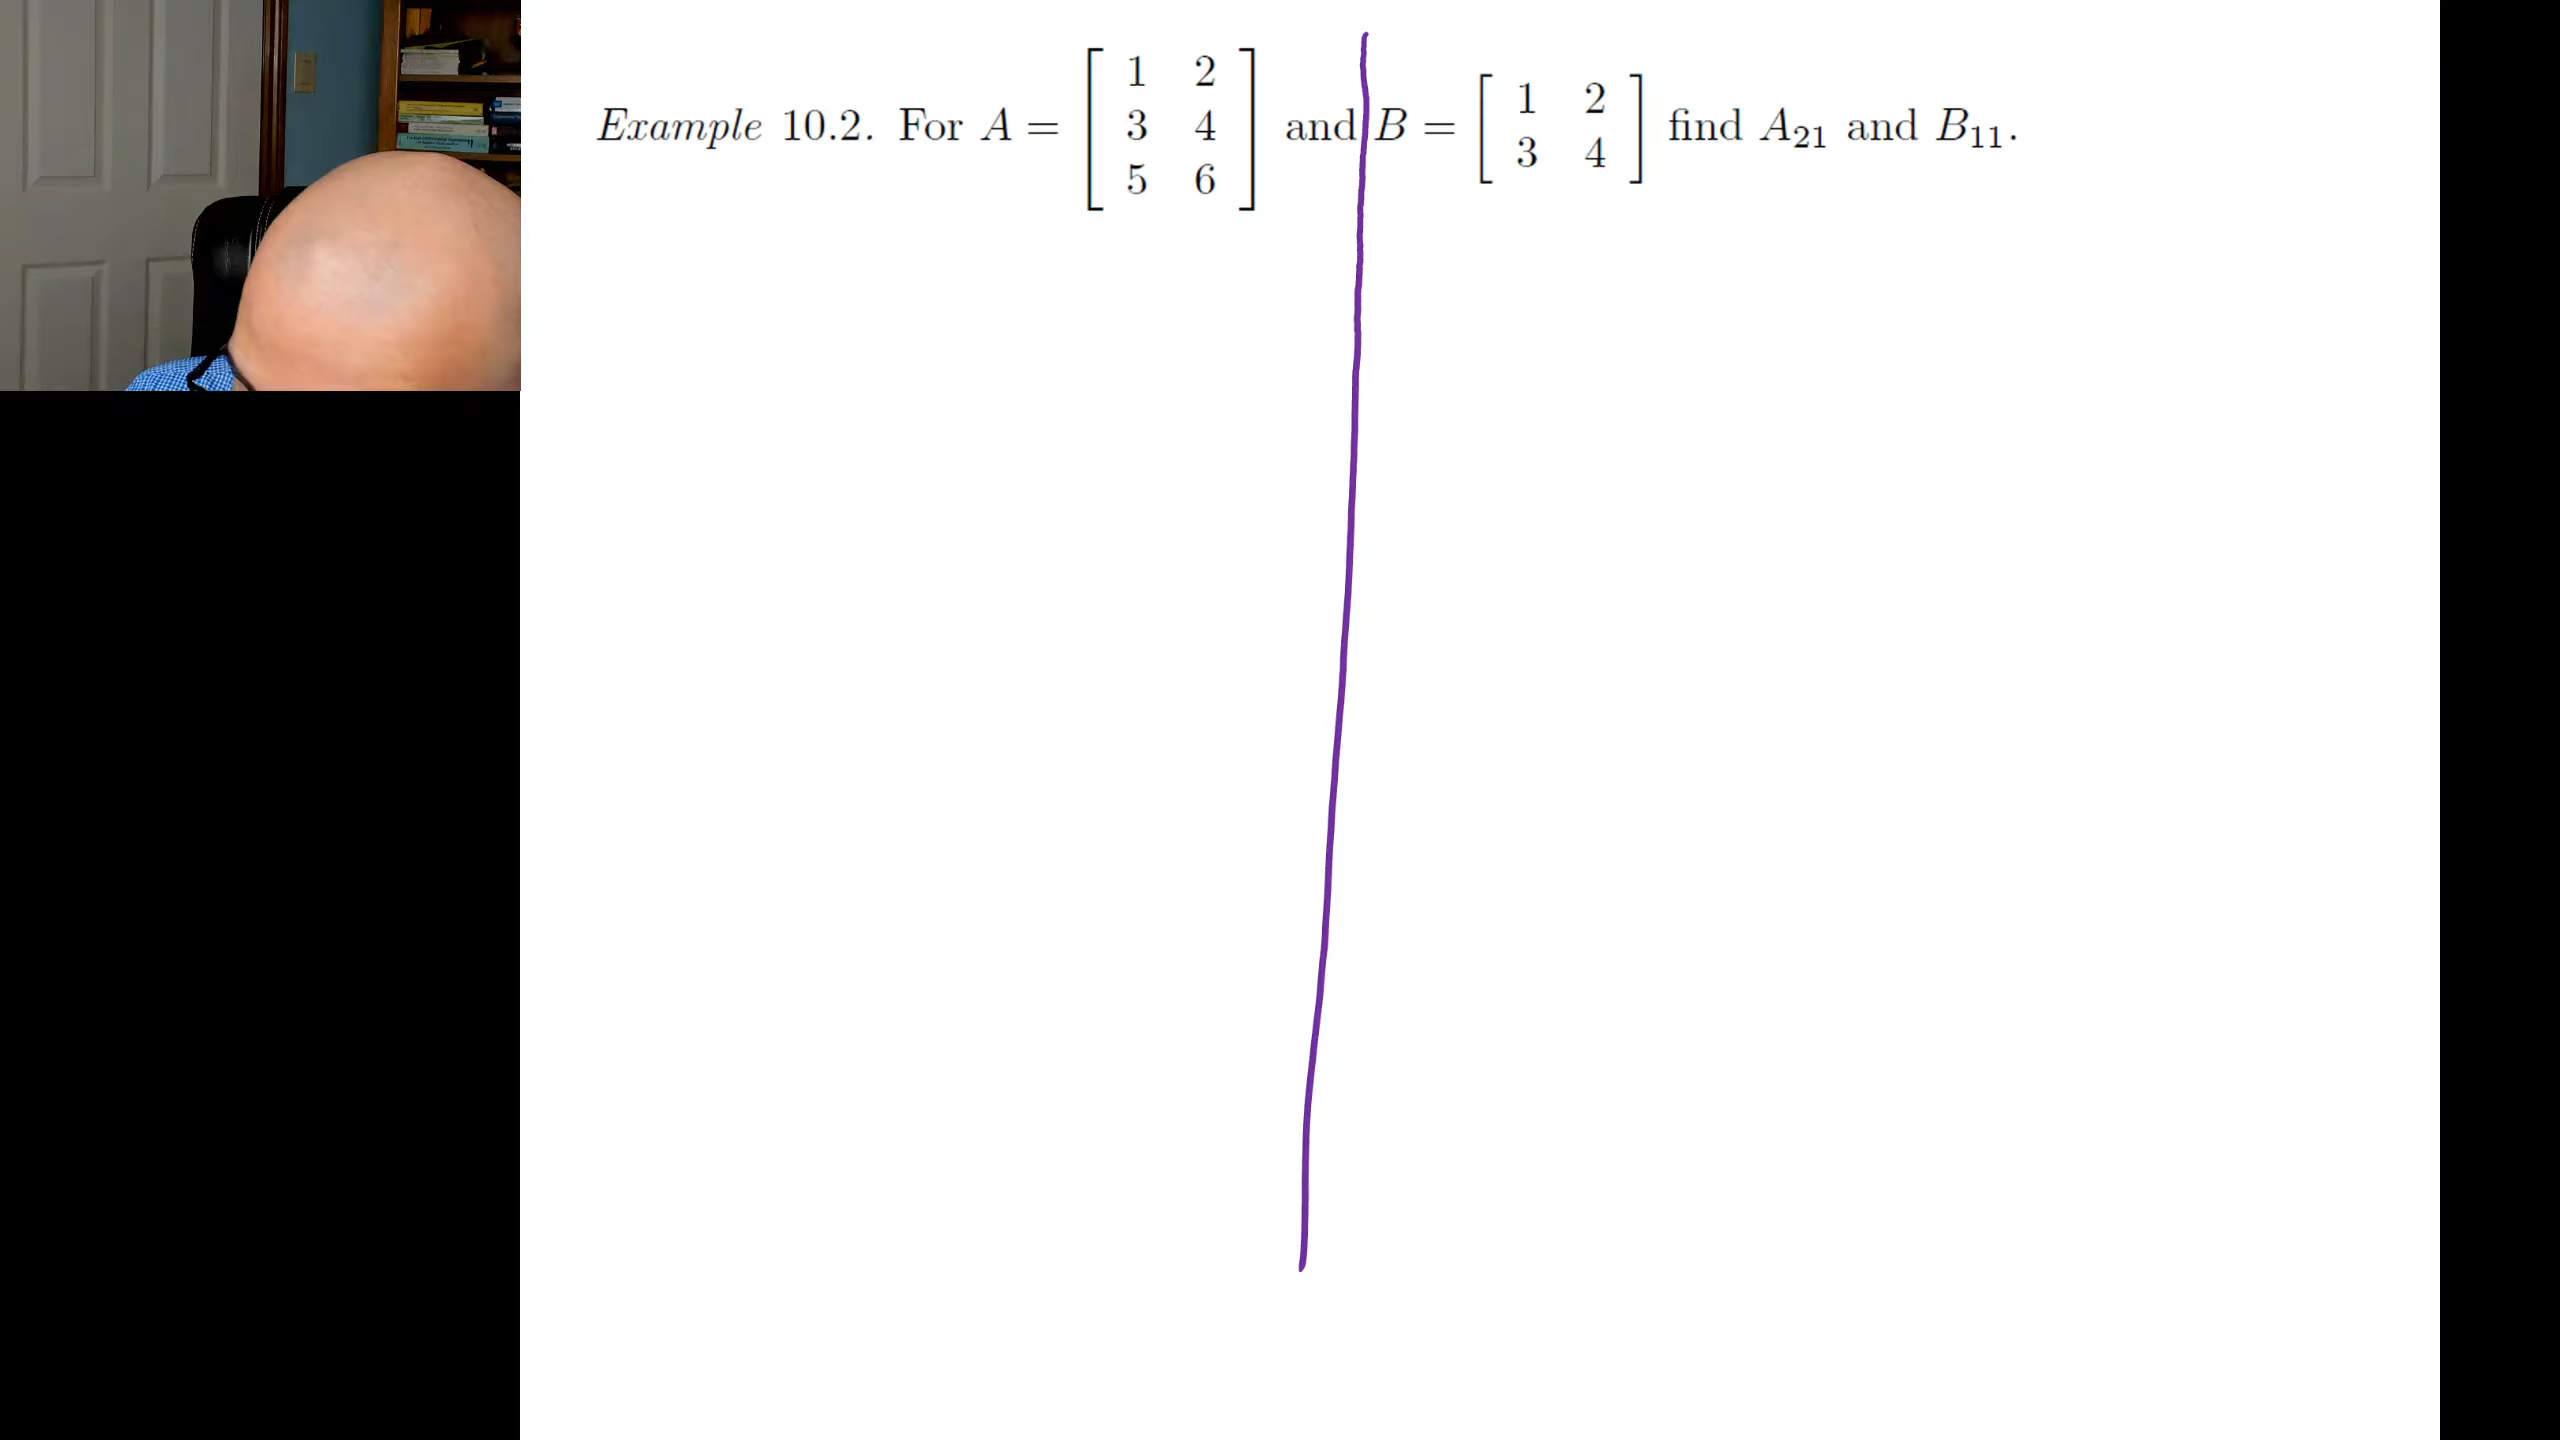 Example 10.2. For A = [ 1 2 ; 3 4 ; 5 6 ] and B = [ 1 2 ; 3 4 ] find A₂₁ and B₁₁.